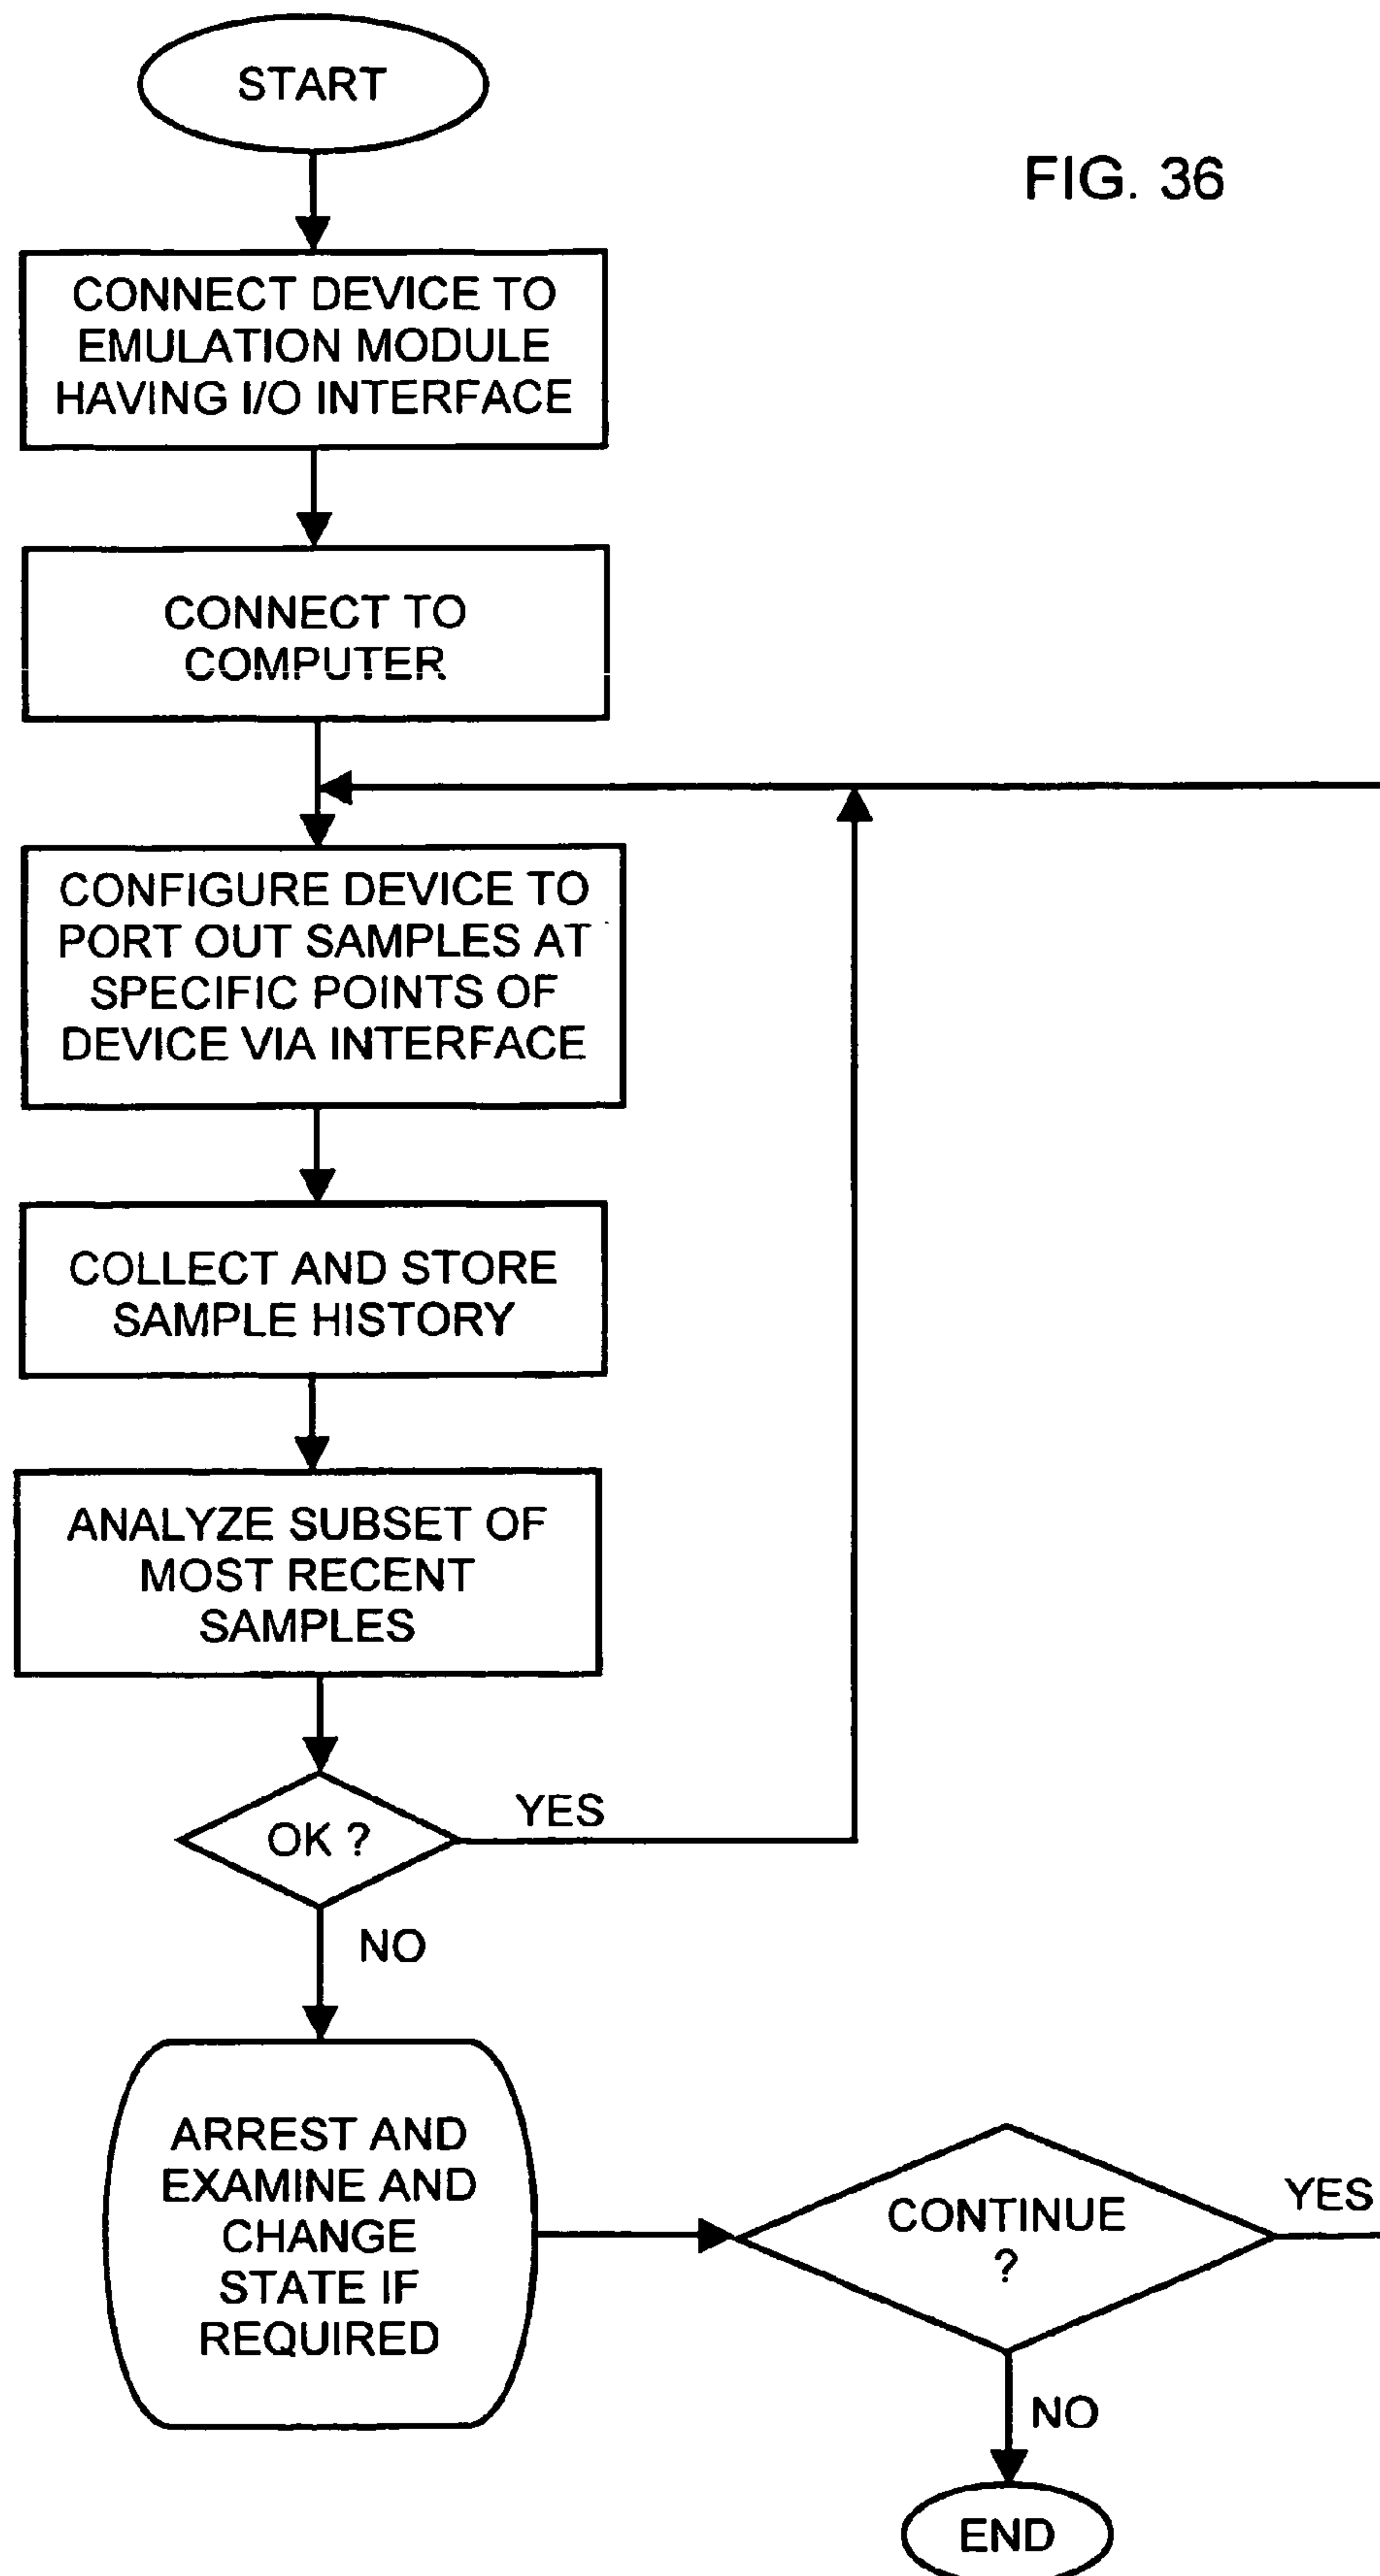 START
FIG. 36
CONNECT DEVICE TO
EMULATION MODULE
HAVING I/O INTERFACE
CONNECT TO
COMPUTER
CONFIGURE DEVICE TO
PORT OUT SAMPLES AT
SPECIFIC POINTS OF
DEVICE VIA INTERFACE
COLLECT AND STORE
SAMPLE HISTORY
ANALYZE SUBSET OF
MOST RECENT
SAMPLES
OK ?
YES
NO
ARREST AND
EXAMINE AND
CHANGE
STATE IF
REQUIRED
CONTINUE
?
YES
NO
END